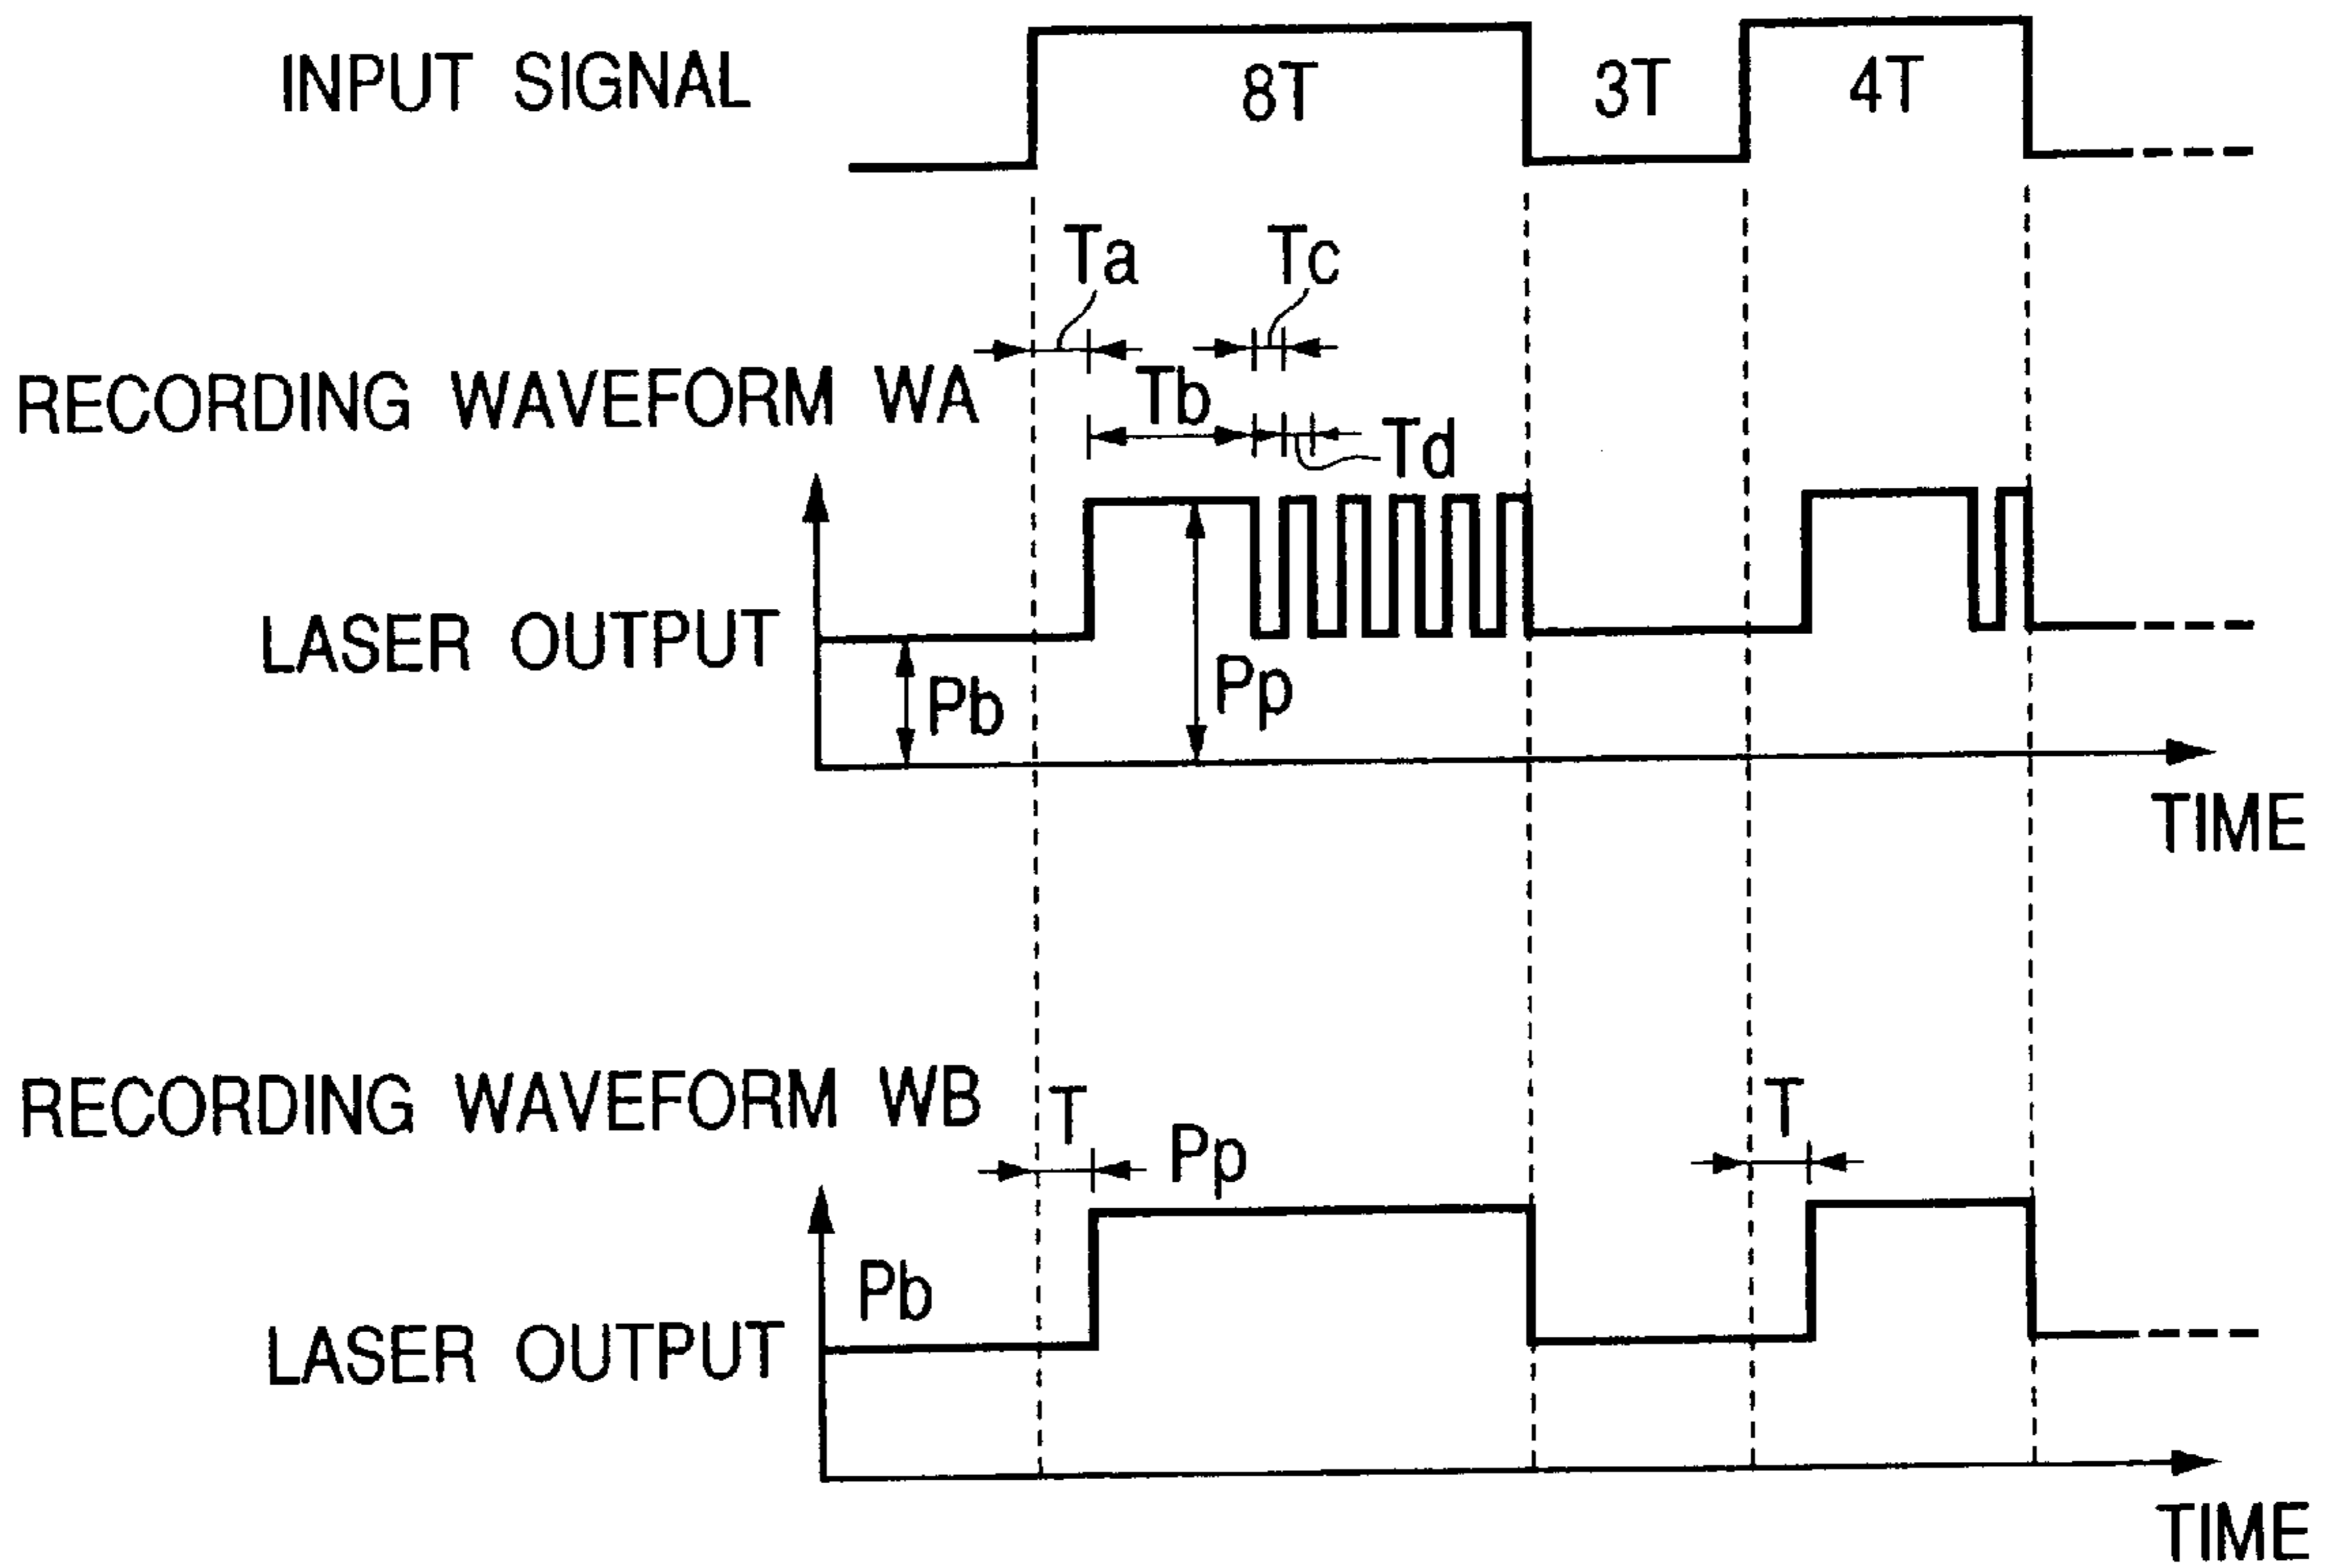 INPUT SIGNAL
8T
3T
4T
Ta
Tc
RECORDING WAVEFORM WA
Tb
Td
LASER OUTPUT
Pb
Pp
TIME
RECORDING WAVEFORM WB
T
Pp
T
Pb
LASER OUTPUT
TIME